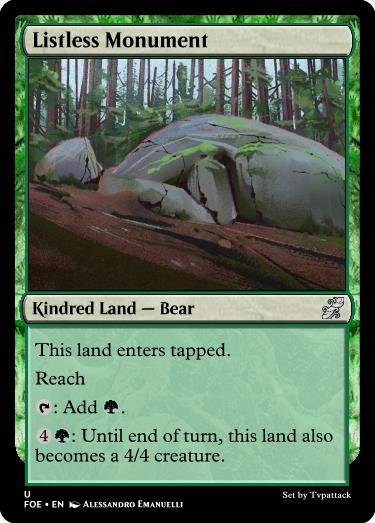 Listless Monument
Kindred Land — Bear
This land enters tapped.
Reach
: Add .
4 : Until end of turn, this land also
becomes a 4/4 creature.
U
FOE • EN Alessandro Emanuelli
Set by Tvpattack